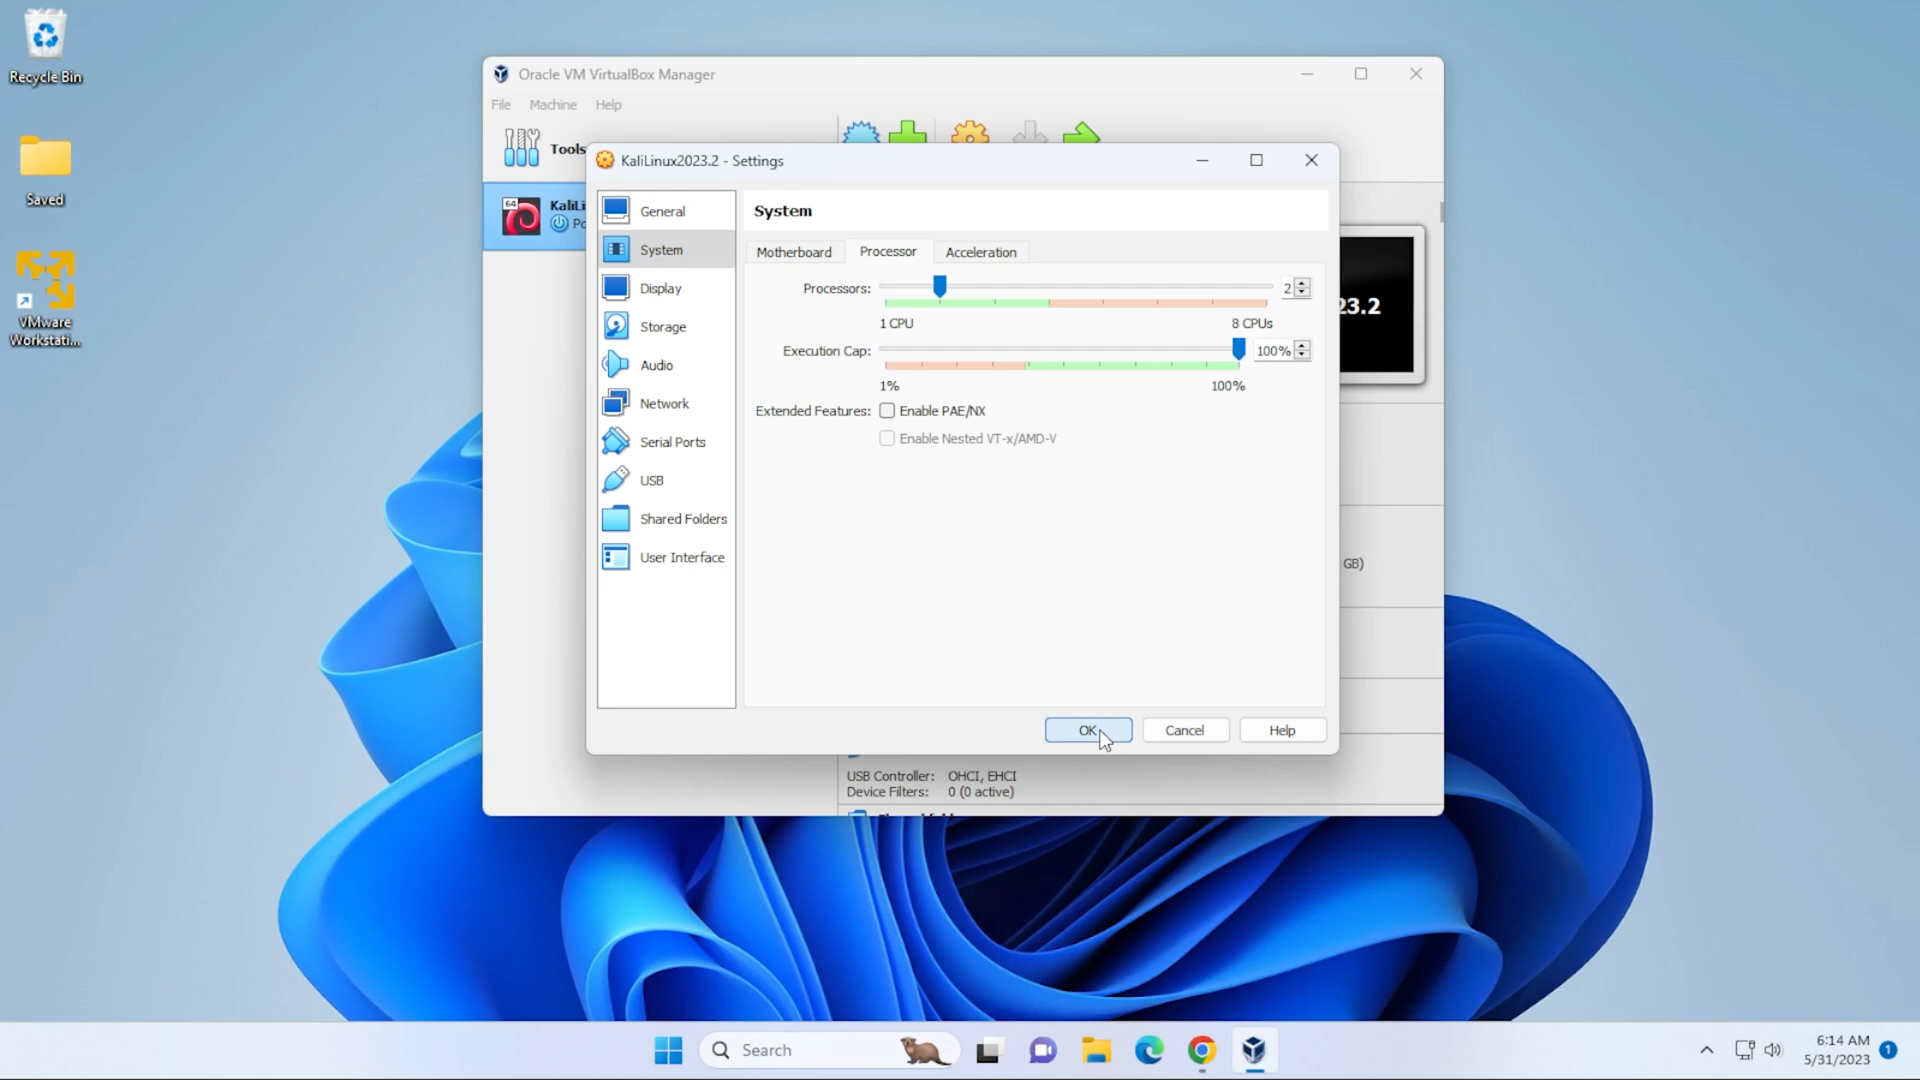 Recycle Bin
Saved
VMware
Workstati...
Oracle VM VirtualBox Manager
File Machine Help
Tools
64
KaliLi
Po
KaliLinux2023.2 - Settings
General
System
Display
Storage
Audio
Network
Serial Ports
USB
Shared Folders
User Interface
System
Motherboard Processor Acceleration
Processors: 2
1 CPU 8 CPUs
Execution Cap: 100%
1% 100%
Extended Features: Enable PAE/NX
Enable Nested VT-x/AMD-V
OK Cancel Help
23.2
GB)
USB Controller: OHCI, EHCI
Device Filters: 0 (0 active)
Search
6:14 AM
5/31/2023
1